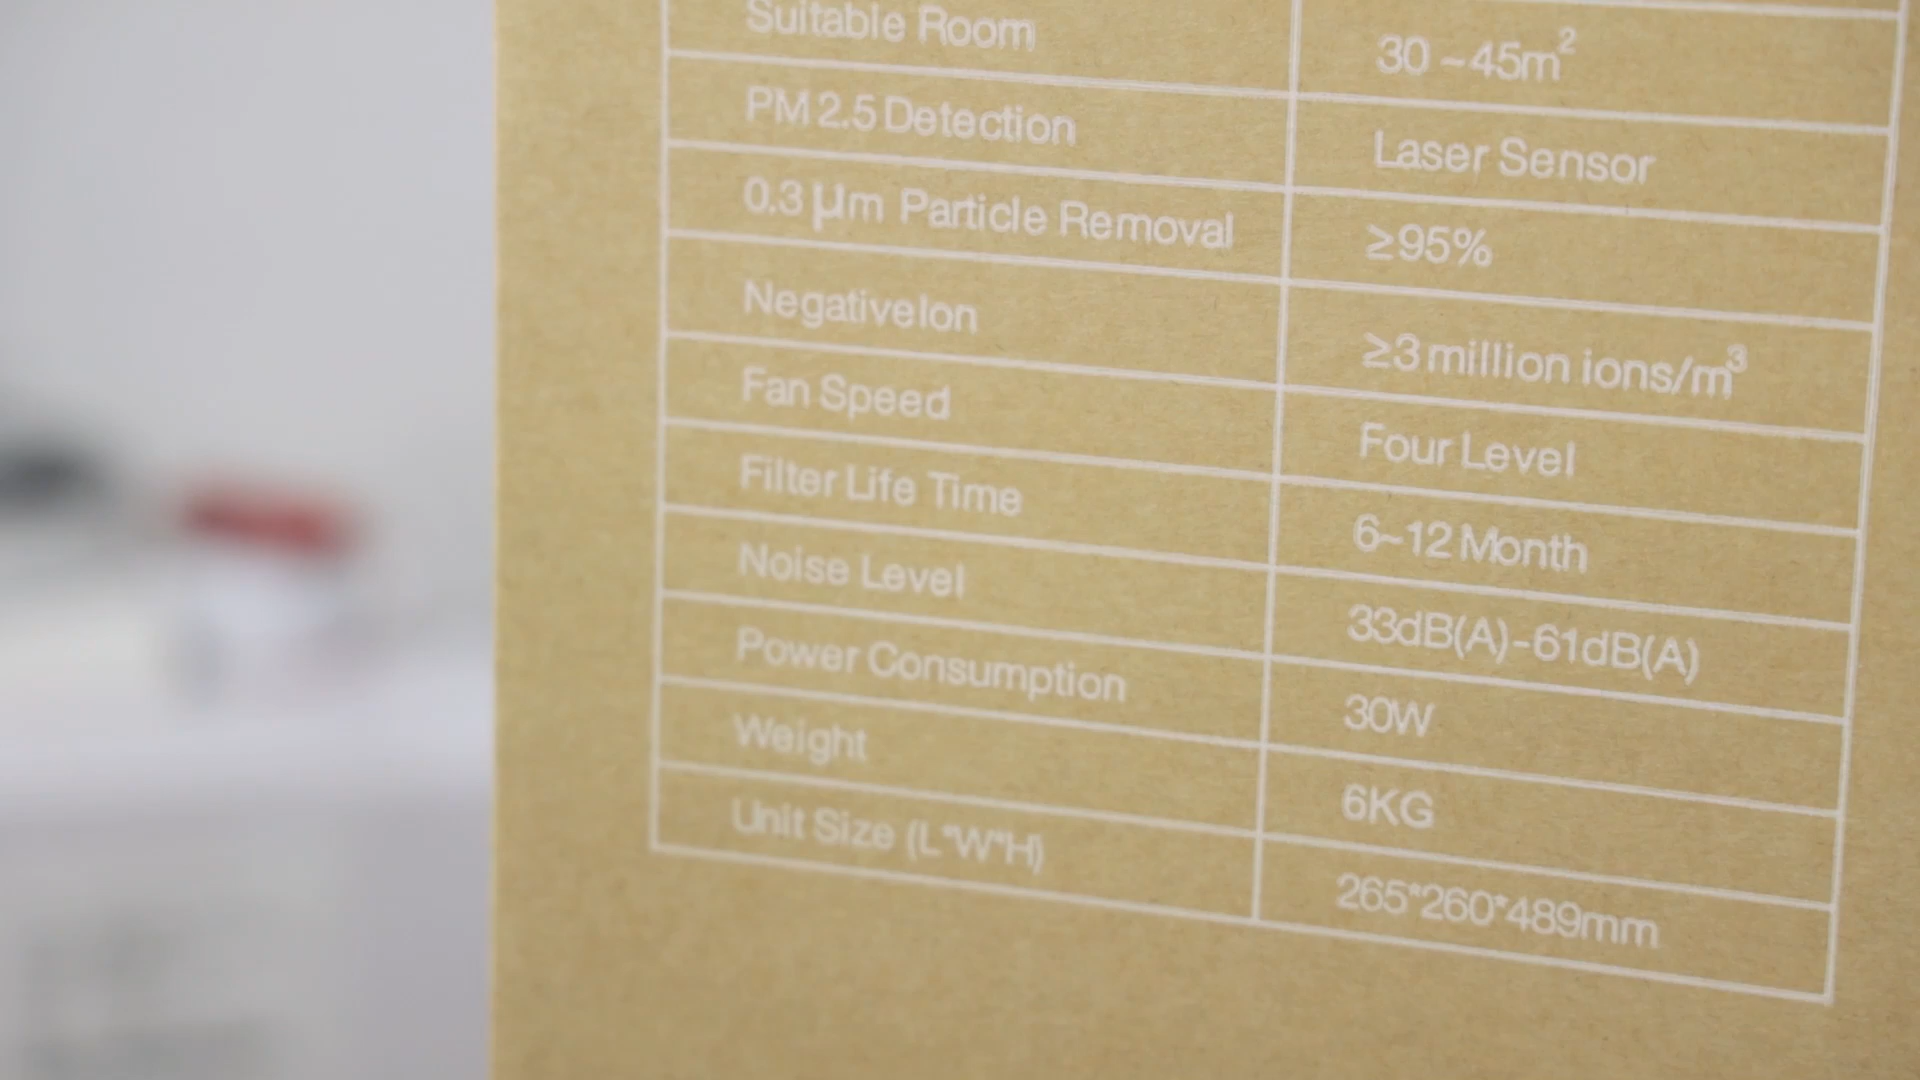 Suitable Room 30 ~45m²
PM 2.5 Detection Laser Sensor
0.3 μm Particle Removal ≥95%
NegativeIon ≥3 million ions/m³
Fan Speed Four Level
Filter Life Time 6~12 Month
Noise Level 33dB(A)-61dB(A)
Power Consumption 30W
Weight 6KG
Unit Size (L*W*H) 265*260*489mm